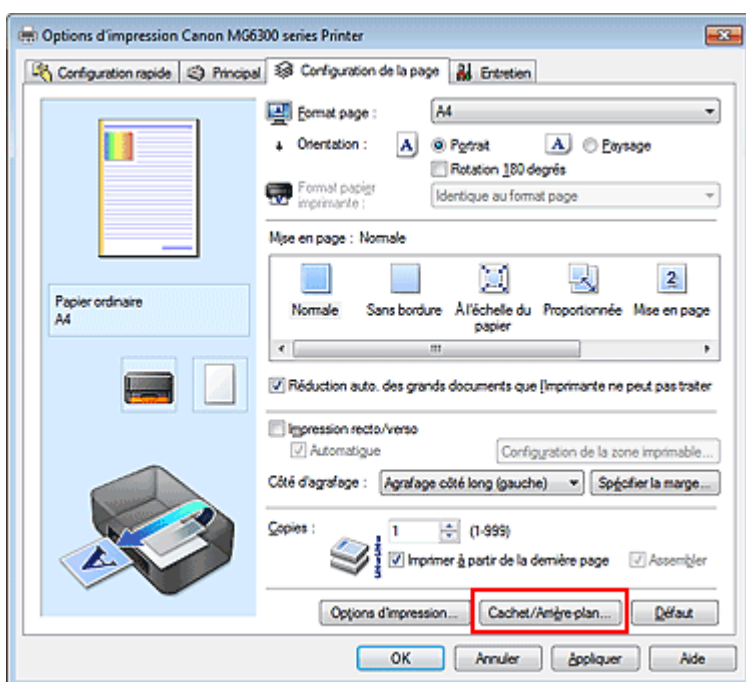 Options d'impression Canon MG6300 series Printer
Configuration rapide Principal Configuration de la page Entretien
Format page : A4
Orientation : A Portrait A Paysage
Rotation 180 degrés
Format papier imprimante : Identique au format page
Mise en page : Normale
Normale Sans bordure À l'échelle du papier Proportionnée 2 Mise en page
Papier ordinaire
A4
Réduction auto. des grands documents que l'imprimante ne peut pas traiter
Impression recto/verso
Automatique Configuration de la zone imprimable...
Côté d'agrafage : Agrafage côté long (gauche) Spécifier la marge...
Copies : 1 (1-999)
Imprimer à partir de la dernière page Assembler
A
Options d'impression... Cachet/Arrière-plan... Défaut
OK Annuler Appliquer Aide